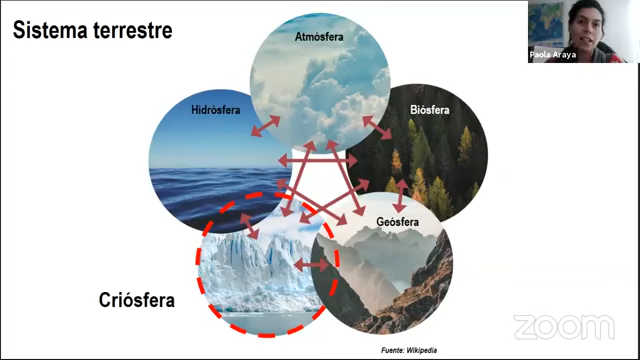 Sistema terrestre
Atmósfera
Paola Araya
Hidrósfera
Biósfera
Geósfera
Criósfera
zoom
Fuente: Wikipedia